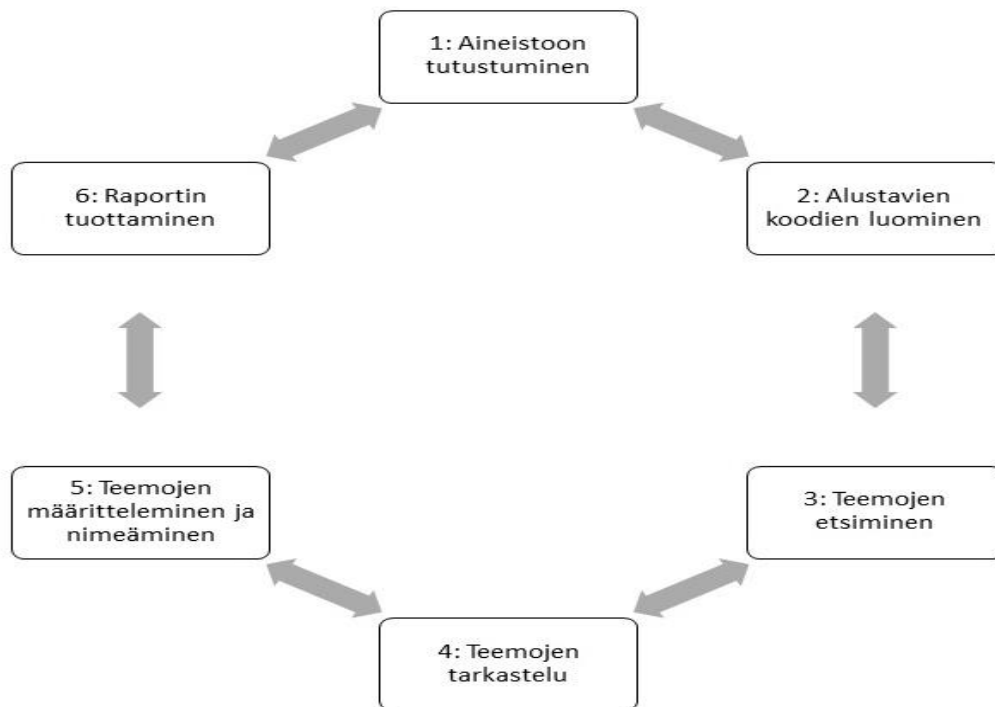 1: Aineistoon
tutustuminen
2: Alustavien
koodien luominen
3: Teemojen
etsiminen
4: Teemojen
tarkastelu
5: Teemojen
määritteleminen ja
nimeäminen
6: Raportin
tuottaminen